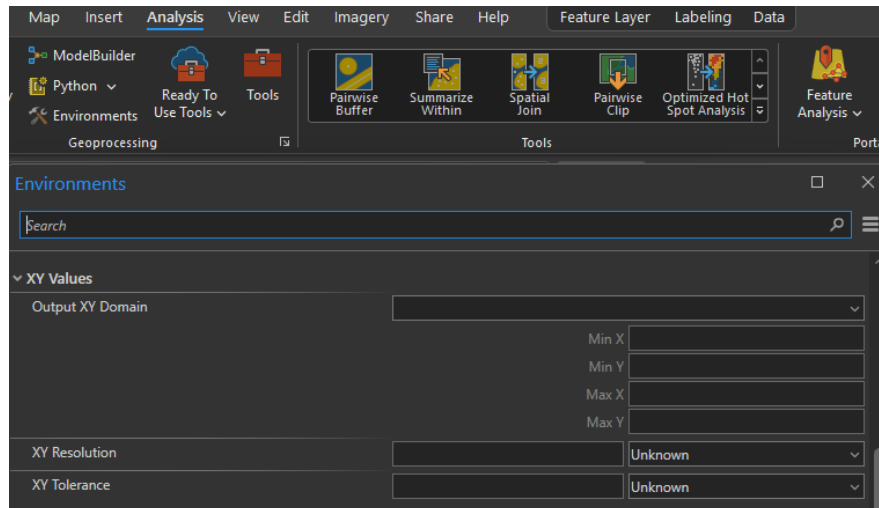 Map Insert Analysis View Edit Imagery Share Help Feature Layer Labeling Data
ModelBuilder
Python
Environments
Ready To
Use Tools
Tools
Pairwise
Buffer
Summarize
Within
Spatial
Join
Pairwise
Clip
Optimized Hot
Spot Analysis
Feature
Analysis
Geoprocessing
Tools
Porta
Environments
Search
XY Values
Output XY Domain
Min X
Min Y
Max X
Max Y
XY Resolution
Unknown
XY Tolerance
Unknown